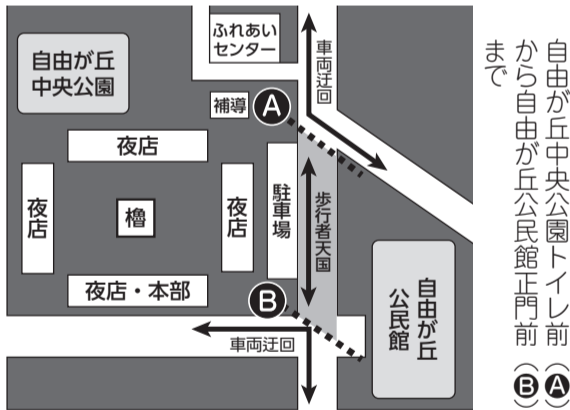 自由が丘中央公園トイレ前(A)
から自由が丘公民館正門前(B)
まで
ふれあい
センター
自由が丘
中央公園
車両迂回
補導
A
夜店
夜店
櫓
夜店
駐車場
歩行者天国
夜店・本部
B
車両迂回
自由が丘
公民館